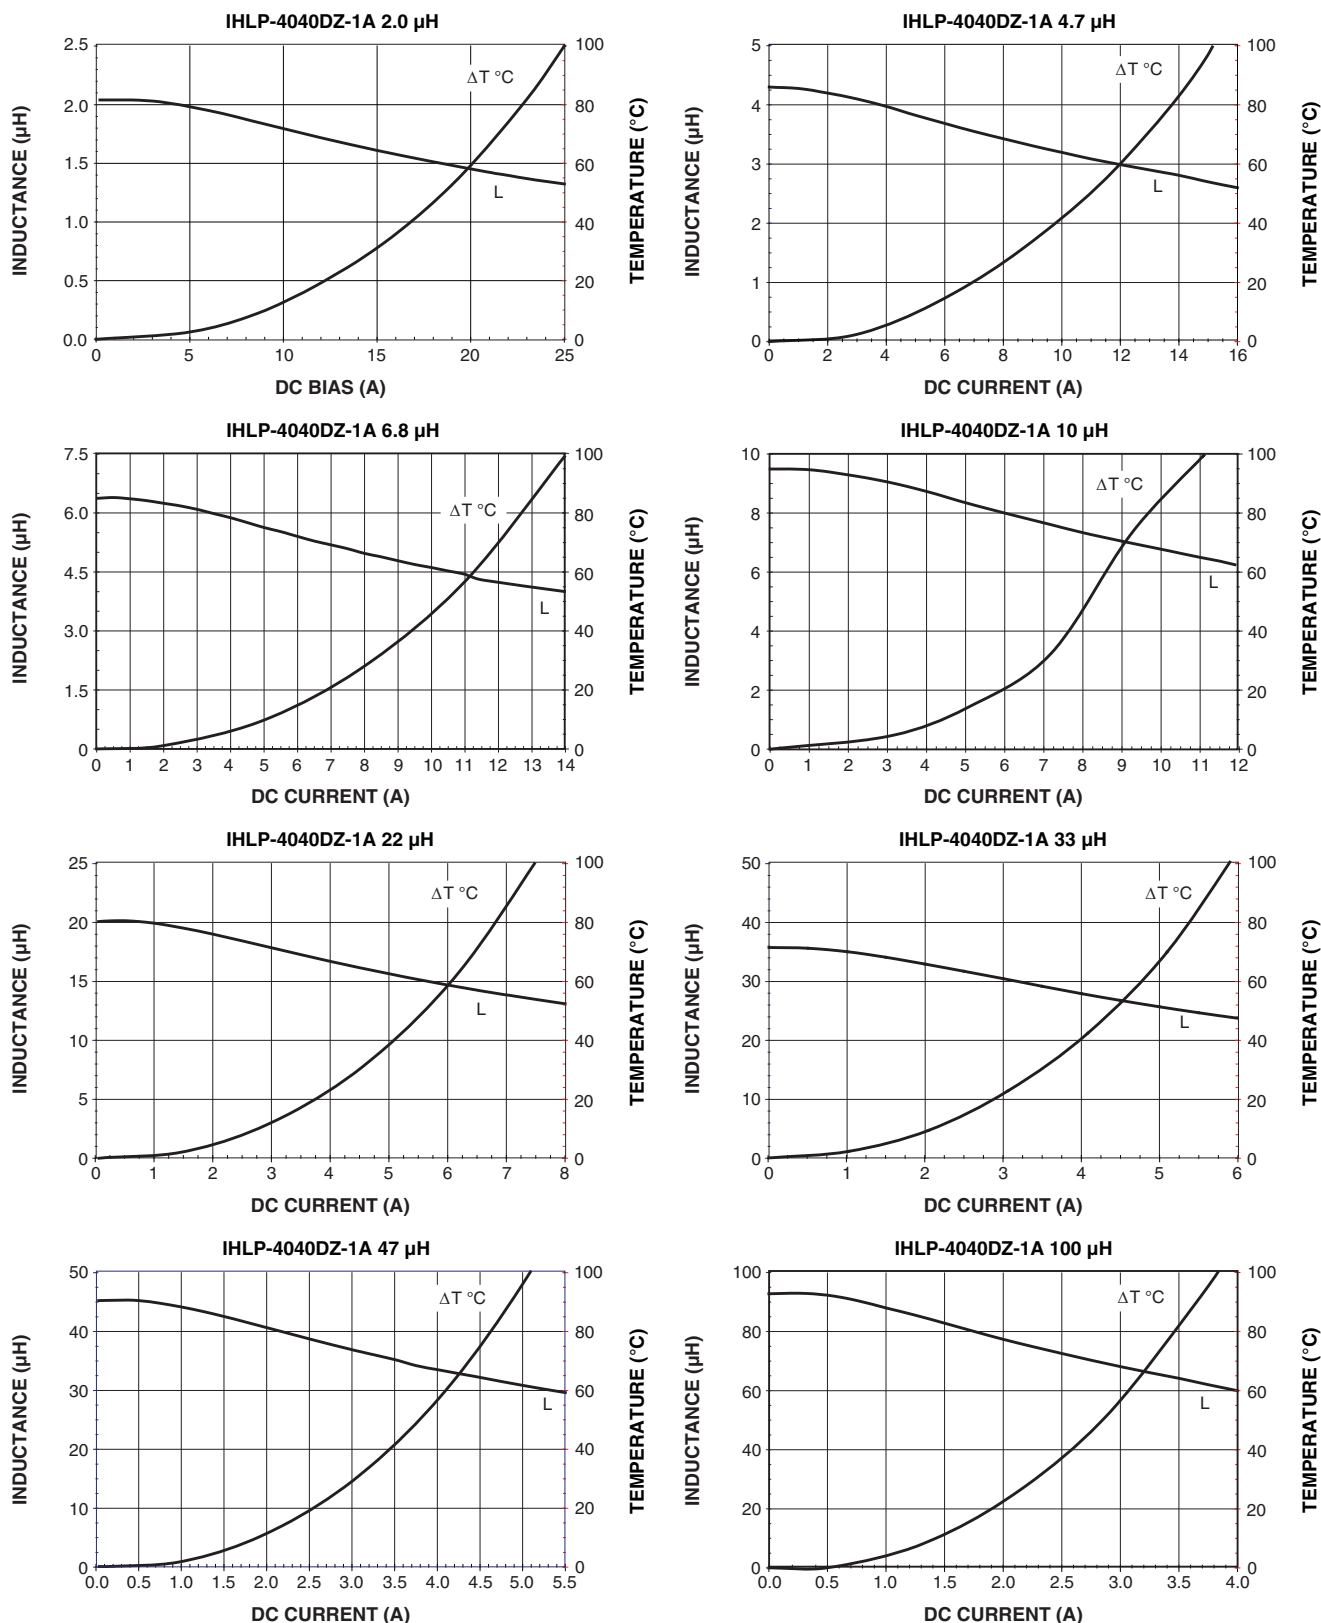 IHLP-4040DZ-1A 2.0 µH
INDUCTANCE (µH)
2.5
2.0
1.5
1.0
0.5
0.0
ΔT °C
L
100
80
60
40
20
0
TEMPERATURE (°C)
0 5 10 15 20 25
DC BIAS (A)
IHLP-4040DZ-1A 4.7 µH
INDUCTANCE (µH)
5
4
3
2
1
0
ΔT °C
L
100
80
60
40
20
0
TEMPERATURE (°C)
0 2 4 6 8 10 12 14 16
DC CURRENT (A)
IHLP-4040DZ-1A 6.8 µH
INDUCTANCE (µH)
7.5
6.0
4.5
3.0
1.5
0
ΔT °C
L
100
80
60
40
20
0
TEMPERATURE (°C)
0 1 2 3 4 5 6 7 8 9 10 11 12 13 14
DC CURRENT (A)
IHLP-4040DZ-1A 10 µH
INDUCTANCE (µH)
10
8
6
4
2
0
ΔT °C
L
100
80
60
40
20
0
TEMPERATURE (°C)
0 1 2 3 4 5 6 7 8 9 10 11 12
DC CURRENT (A)
IHLP-4040DZ-1A 22 µH
INDUCTANCE (µH)
25
20
15
10
5
0
ΔT °C
L
100
80
60
40
20
0
TEMPERATURE (°C)
0 1 2 3 4 5 6 7 8
DC CURRENT (A)
IHLP-4040DZ-1A 33 µH
INDUCTANCE (µH)
50
40
30
20
10
0
ΔT °C
L
100
80
60
40
20
0
TEMPERATURE (°C)
0 1 2 3 4 5 6
DC CURRENT (A)
IHLP-4040DZ-1A 47 µH
INDUCTANCE (µH)
50
40
30
20
10
0
ΔT °C
L
100
80
60
40
20
0
TEMPERATURE (°C)
0.0 0.5 1.0 1.5 2.0 2.5 3.0 3.5 4.0 4.5 5.0 5.5
DC CURRENT (A)
IHLP-4040DZ-1A 100 µH
INDUCTANCE (µH)
100
80
60
40
20
0
ΔT °C
L
100
80
60
40
20
0
TEMPERATURE (°C)
0.0 0.5 1.0 1.5 2.0 2.5 3.0 3.5 4.0
DC CURRENT (A)